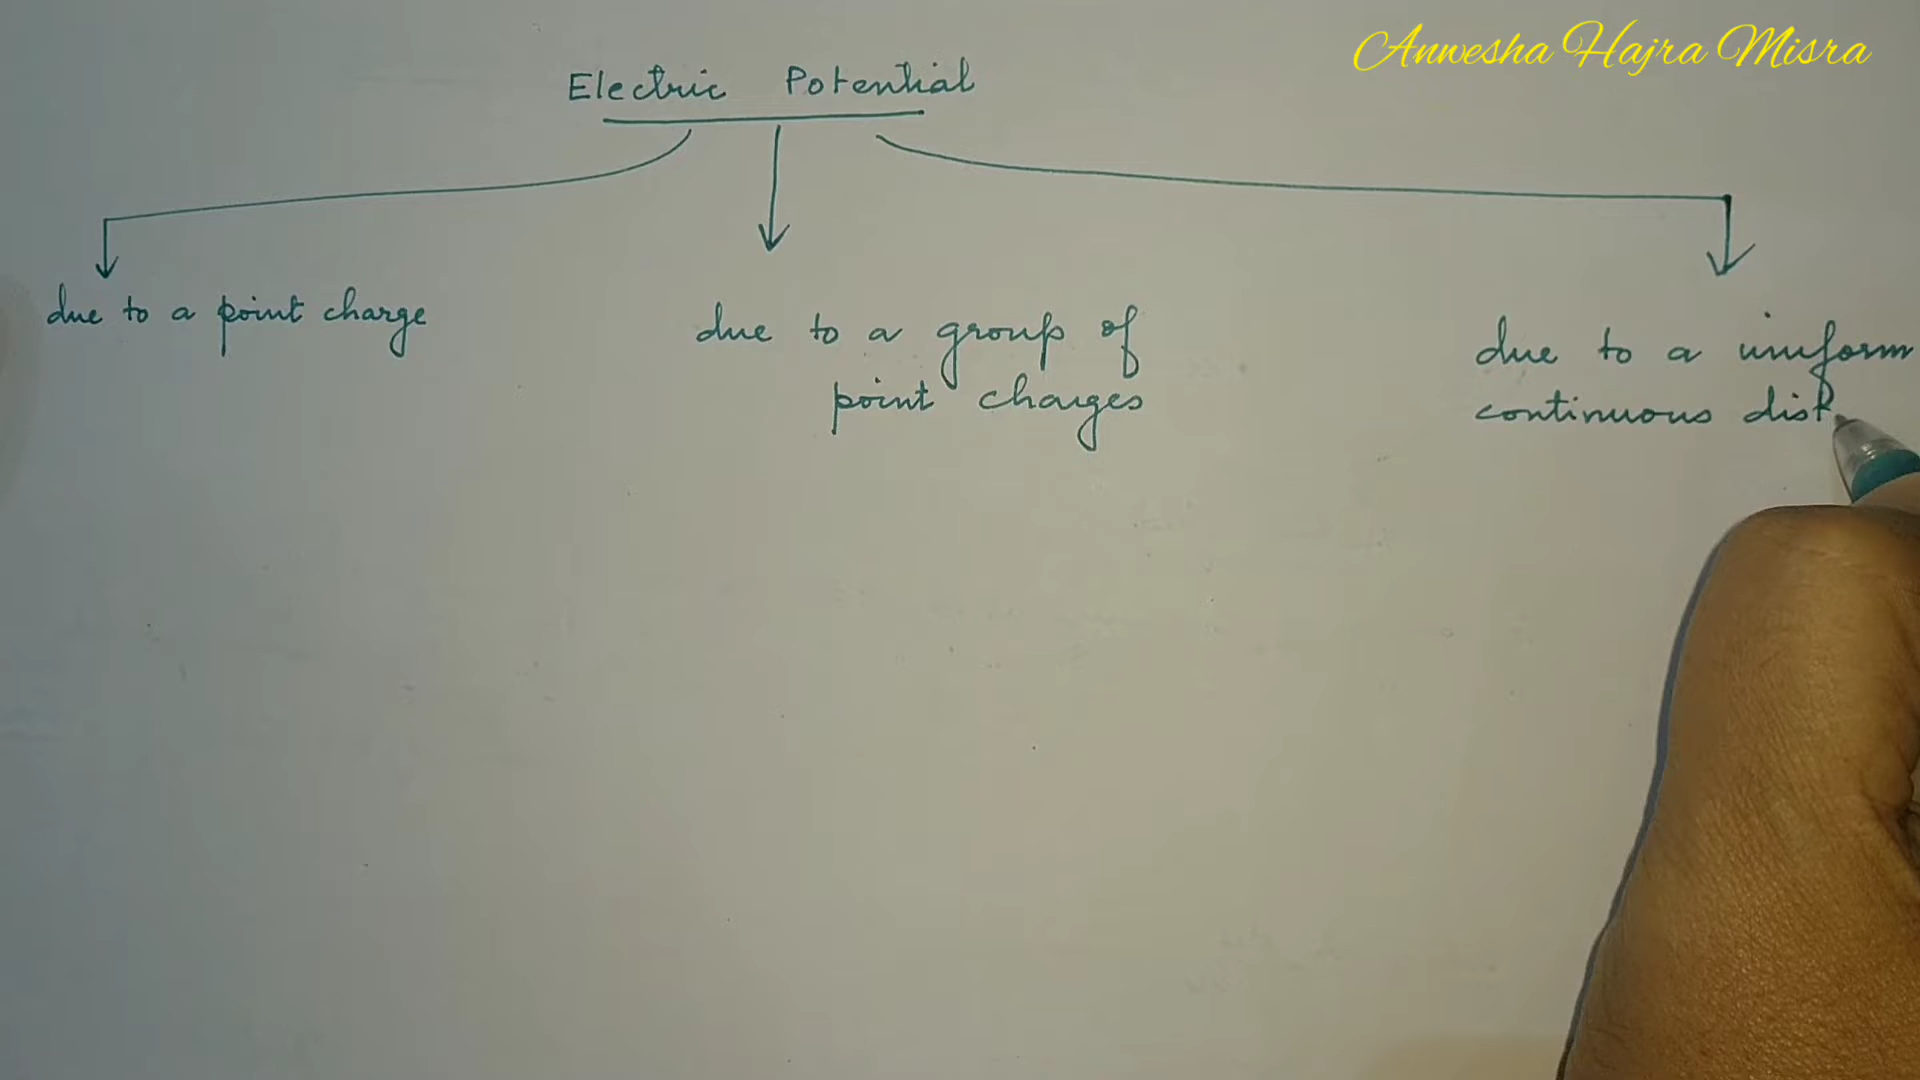 Anwesha Hajra Misra
Electric Potential
due to a point charge
due to a group of
point charges
due to a uniform
continuous dist